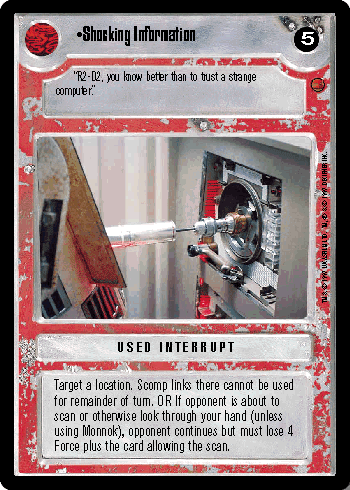 •Shocking Information
5
"R2-D2, you know better than to trust a strange
computer."
USED INTERRUPT
Target a location. Scomp links there cannot be used
for remainder of turn. OR If opponent is about to
scan or otherwise look through your hand (unless
using Monnok), opponent continues but must lose 4
Force plus the card allowing the scan.